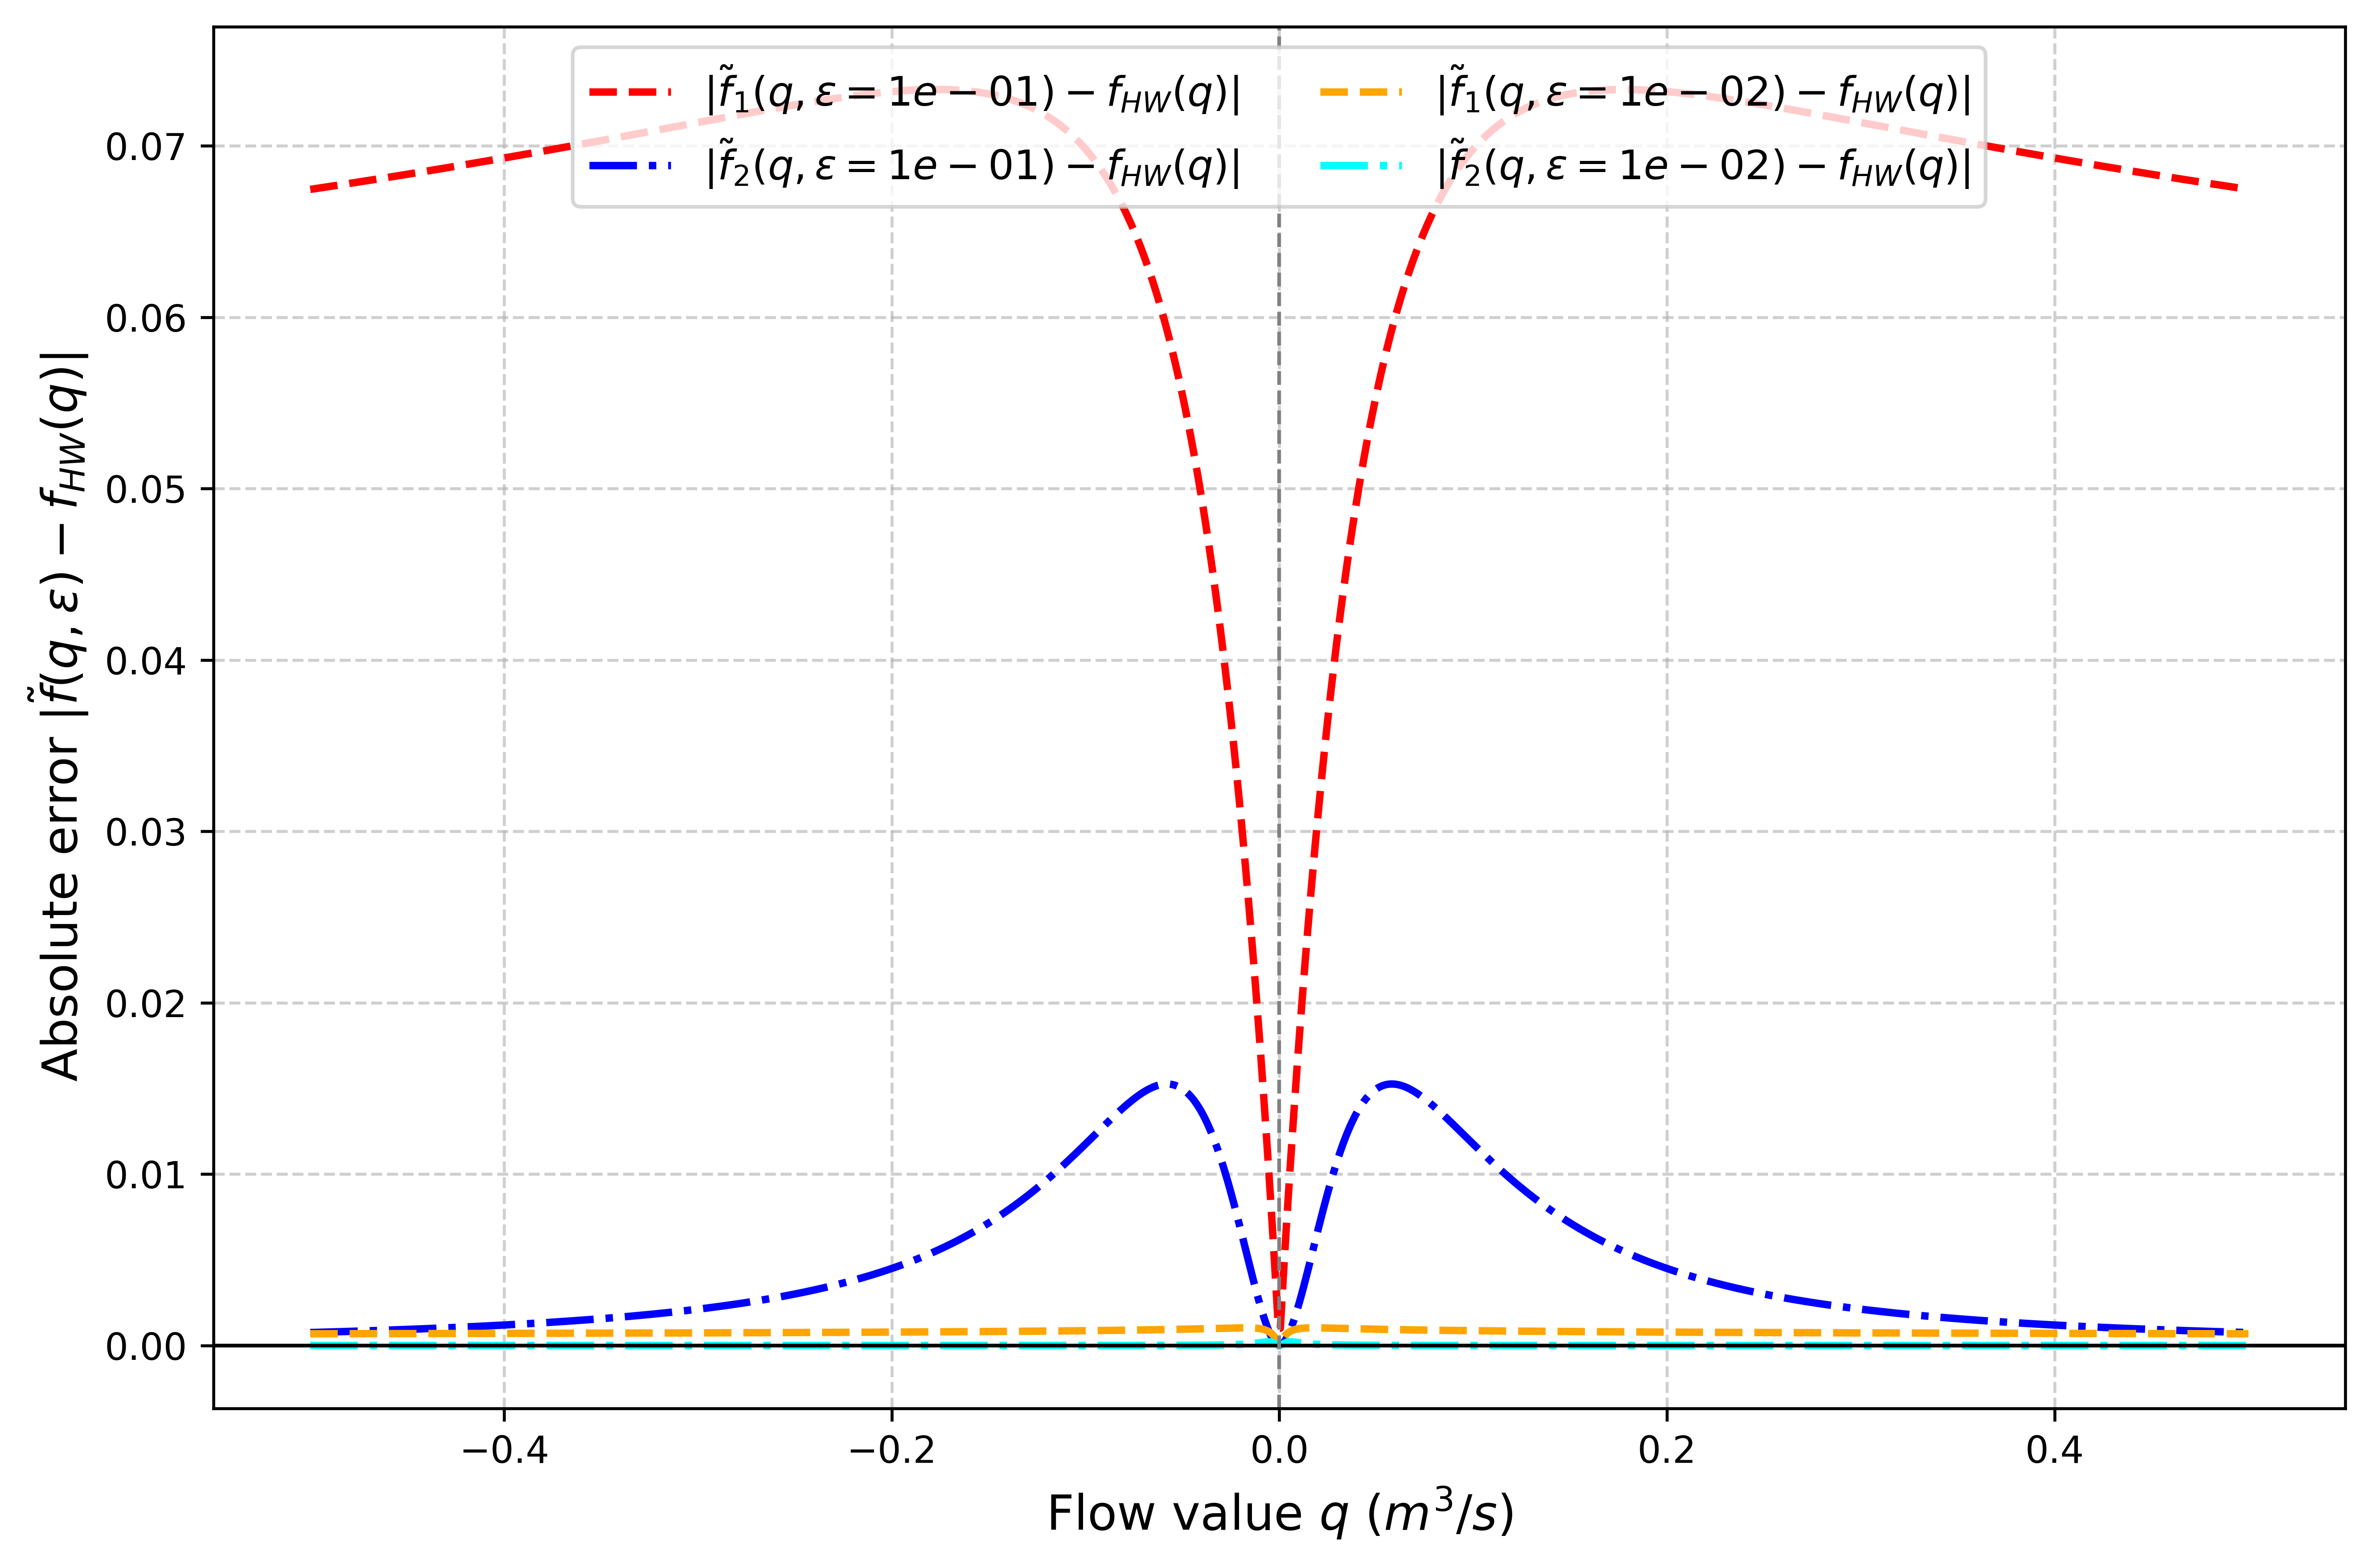 |f̃₁(q, ε = 1e − 01) − f_HW(q)|
|f̃₂(q, ε = 1e − 01) − f_HW(q)|
|f̃₁(q, ε = 1e − 02) − f_HW(q)|
|f̃₂(q, ε = 1e − 02) − f_HW(q)|
Absolute error |f̃(q, ε) − f_HW(q)|
0.07
0.06
0.05
0.04
0.03
0.02
0.01
0.00
−0.4
−0.2
0.0
0.2
0.4
Flow value q (m³/s)